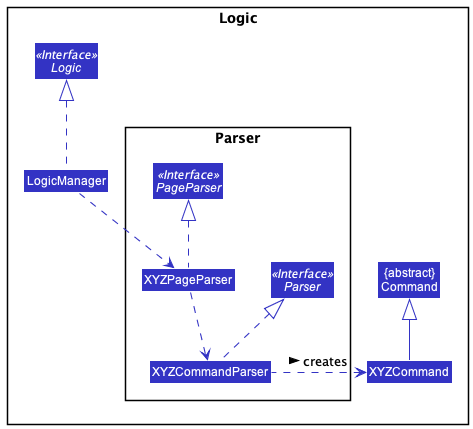 Logic
«Interface»
Logic
Parser
LogicManager
«Interface»
PageParser
XYZPageParser
«Interface»
Parser
{abstract}
Command
XYZCommandParser
creates
XYZCommand